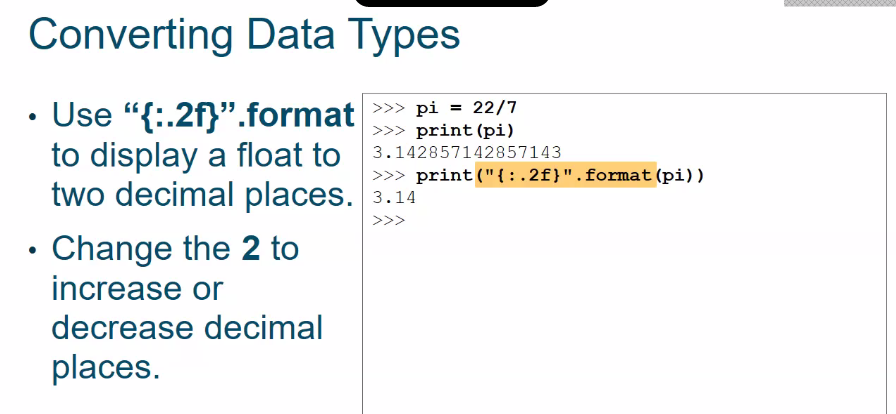 Converting Data Types
• Use “{:.2f}”.format
to display a float to
two decimal places.
• Change the 2 to
increase or
decrease decimal
places.
>>> pi = 22/7
>>> print(pi)
3.142857142857143
>>> print("{:.2f}".format(pi))
3.14
>>>